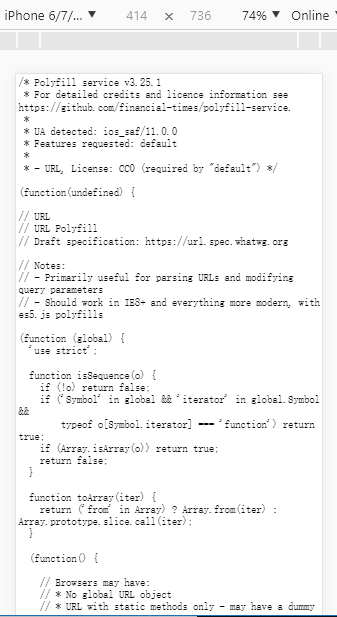 iPhone 6/7/... ▼ 414 × 736 74% ▼ Online
/* Polyfill service v3.25.1
* For detailed credits and licence information see
https://github.com/financial-times/polyfill-service.
*
* UA detected: ios_saf/11.0.0
* Features requested: default
*
* - URL, License: CC0 (required by "default") */
(function(undefined) {
// URL
// URL Polyfill
// Draft specification: https://url.spec.whatwg.org
// Notes:
// - Primarily useful for parsing URLs and modifying
query parameters
// - Should work in IE8+ and everything more modern, with
es5.js polyfills
(function (global) {
'use strict';
function isSequence(o) {
if (!o) return false;
if ('Symbol' in global && 'iterator' in global.Symbol
&&
typeof o[Symbol.iterator] === 'function') return
true;
if (Array.isArray(o)) return true;
return false;
}
function toArray(iter) {
return ('from' in Array) ? Array.from(iter) :
Array.prototype.slice.call(iter);
}
(function() {
// Browsers may have:
// * No global URL object
// * URL with static methods only - may have a dummy